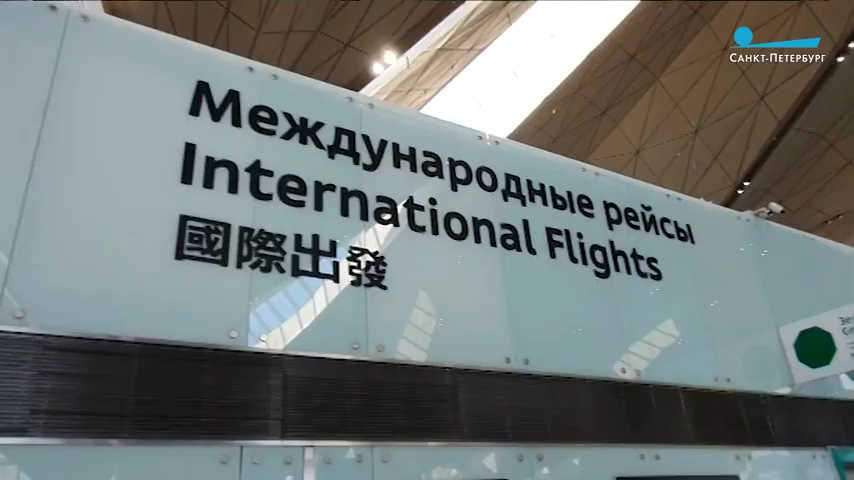 Санкт-Петербург
Международные рейсы
International Flights
國際出發